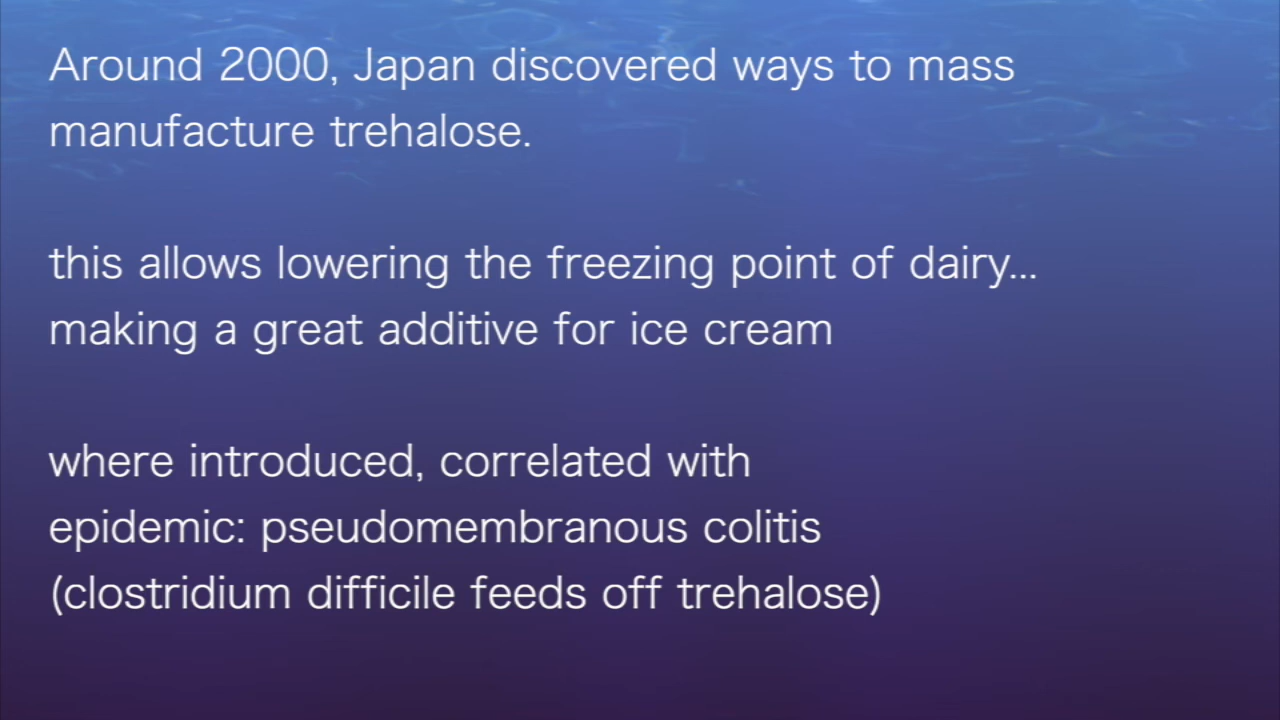 Around 2000, Japan discovered ways to mass
manufacture trehalose.
this allows lowering the freezing point of dairy...
making a great additive for ice cream
where introduced, correlated with
epidemic: pseudomembranous colitis
(clostridium difficile feeds off trehalose)